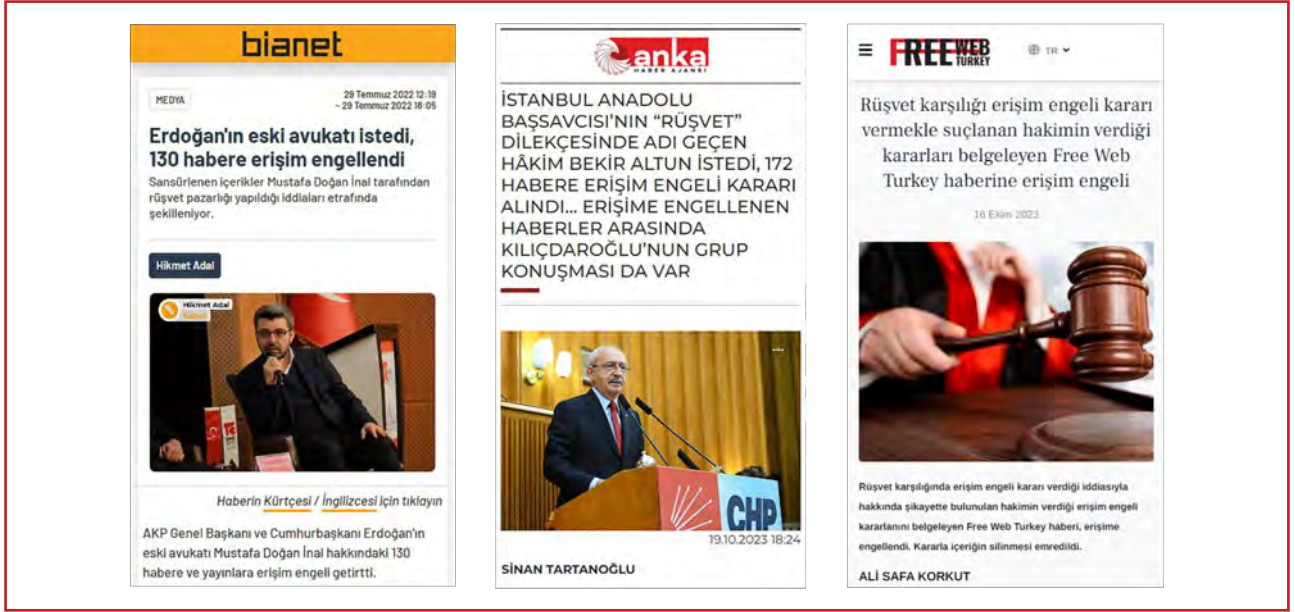 bianet
MEDYA
29 Temmuz 2022 12:19
~ 29 Temmuz 2022 16:05
Erdoğan'ın eski avukatı istedi,
130 habere erişim engellendi
Sansürlenen içerikler Mustafa Doğan İnal tarafından
rüşvet pazarlığı yapıldığı iddiaları etrafında
şekilleniyor.
Hikmet Adal
Hikmet Adal
Haberin Kürtçesi / İngilizcesi için tıklayın
AKP Genel Başkanı ve Cumhurbaşkanı Erdoğan'ın
eski avukatı Mustafa Doğan İnal hakkındaki 130
habere ve yayınlara erişim engeli getirtti.
anka
HABER AJANSI
İSTANBUL ANADOLU
BAŞSAVCISI'NIN “RÜŞVET”
DİLEKÇESİNDE ADI GEÇEN
HÂKİM BEKİR ALTUN İSTEDİ, 172
HABERE ERİŞİM ENGELİ KARARI
ALINDI... ERİŞİME ENGELLENEN
HABERLER ARASINDA
KILIÇDAROĞLU'NUN GRUP
KONUŞMASI DA VAR
anka
CHP
19.10.2023 18:24
SİNAN TARTANOĞLU
FREE WEB
TURKEY
TR
Rüşvet karşılığı erişim engeli kararı
vermekle suçlanan hakimin verdiği
kararları belgeleyen Free Web
Turkey haberine erişim engeli
16 Ekim 2023
Rüşvet karşılığında erişim engeli kararı verdiği iddiasıyla
hakkında şikayette bulunulan hakimin verdiği erişim engeli
kararlarını belgeleyen Free Web Turkey haberi, erişime
engellendi. Kararla içeriğin silinmesi emredildi.
ALİ SAFA KORKUT